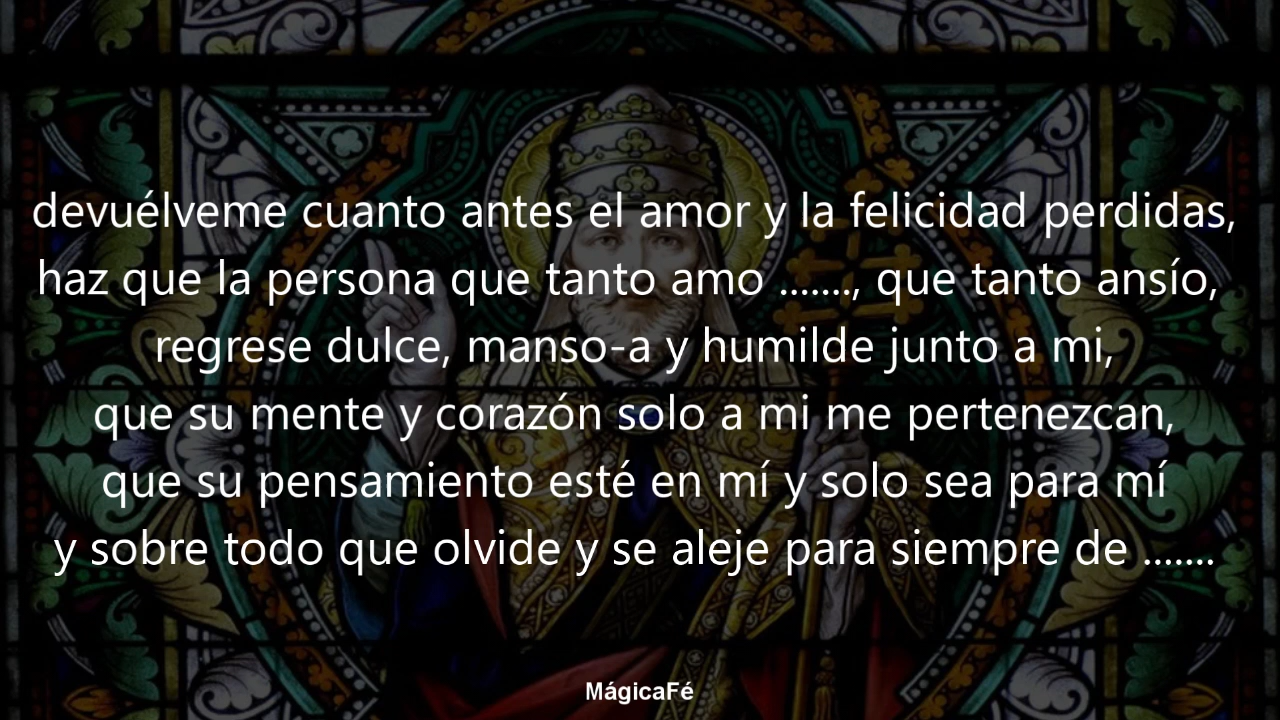 devuélveme cuanto antes el amor y la felicidad perdidas,
haz que la persona que tanto amo ......., que tanto ansío,
regrese dulce, manso-a y humilde junto a mi,
que su mente y corazón solo a mi me pertenezcan,
que su pensamiento esté en mí y solo sea para mí
y sobre todo que olvide y se aleje para siempre de .......
MágicaFé